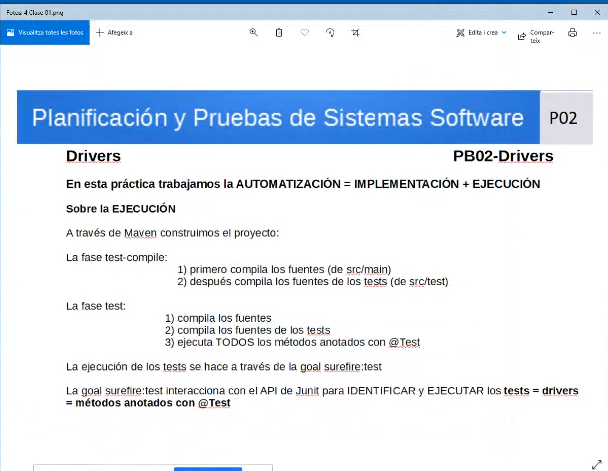 Fotos 4 Clase 01.png
Visualitza totes les fotos
Afegeix a
Edita i crea
Compar-
teix
Planificación y Pruebas de Sistemas Software
P02
Drivers
PB02-Drivers
En esta práctica trabajamos la AUTOMATIZACIÓN = IMPLEMENTACIÓN + EJECUCIÓN
Sobre la EJECUCIÓN
A través de Maven construimos el proyecto:
La fase test-compile:
1) primero compila los fuentes (de src/main)
2) después compila los fuentes de los tests (de src/test)
La fase test:
1) compila los fuentes
2) compila los fuentes de los tests
3) ejecuta TODOS los métodos anotados con @Test
La ejecución de los tests se hace a través de la goal surefire:test
La goal surefire:test interacciona con el API de Junit para IDENTIFICAR y EJECUTAR los tests = drivers
= métodos anotados con @Test